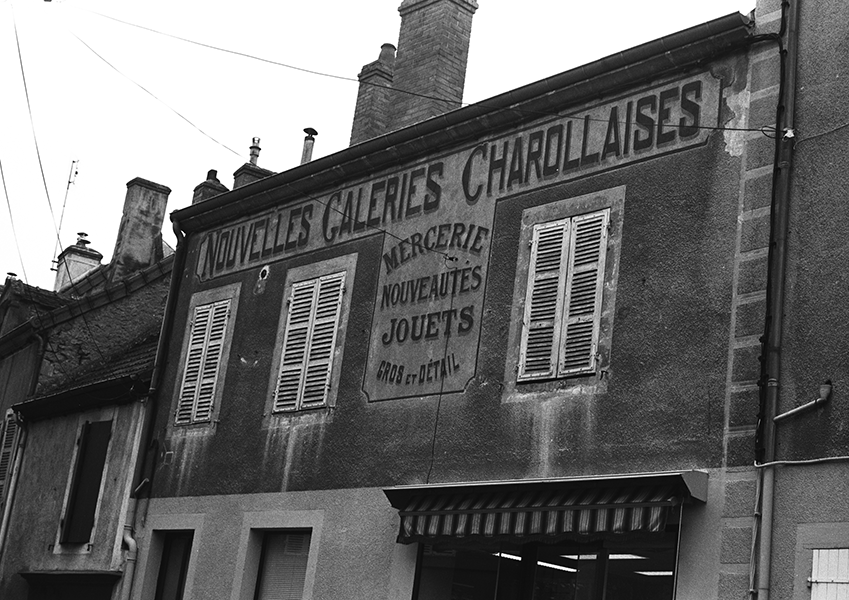 NOUVELLES GALERIES CHAROLLAISES
MERCERIE
NOUVEAUTÉS
JOUETS
GROS ET DÉTAIL